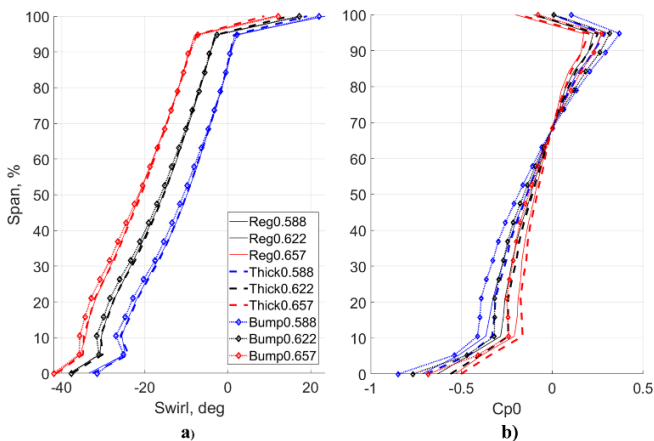 100
90
80
70
60
50
40
30
20
10
0
Span, %
-40
-20
0
20
Swirl, deg
a)
Reg0.588
Reg0.622
Reg0.657
Thick0.588
Thick0.622
Thick0.657
Bump0.588
Bump0.622
Bump0.657
100
90
80
70
60
50
40
30
20
10
0
-1
-0.5
0
0.5
Cp0
b)